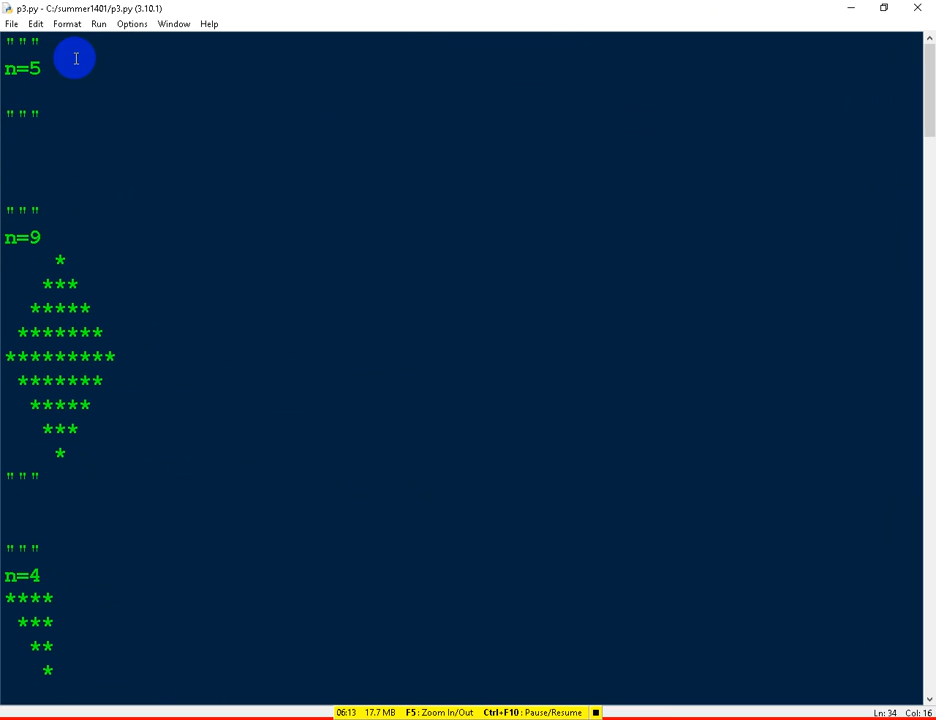 p3.py - C:/summer1401/p3.py (3.10.1)
File Edit Format Run Options Window Help
"""
n=5
"""
"""
n=9
    *
   ***
  *****
 *******
*********
 *******
  *****
   ***
    *
"""
"""
n=4
****
 ***
  **
   *
06:13 17.7 MB F5 : Zoom In/Out Ctrl+F10 : Pause/Resume
Ln: 34 Col: 16